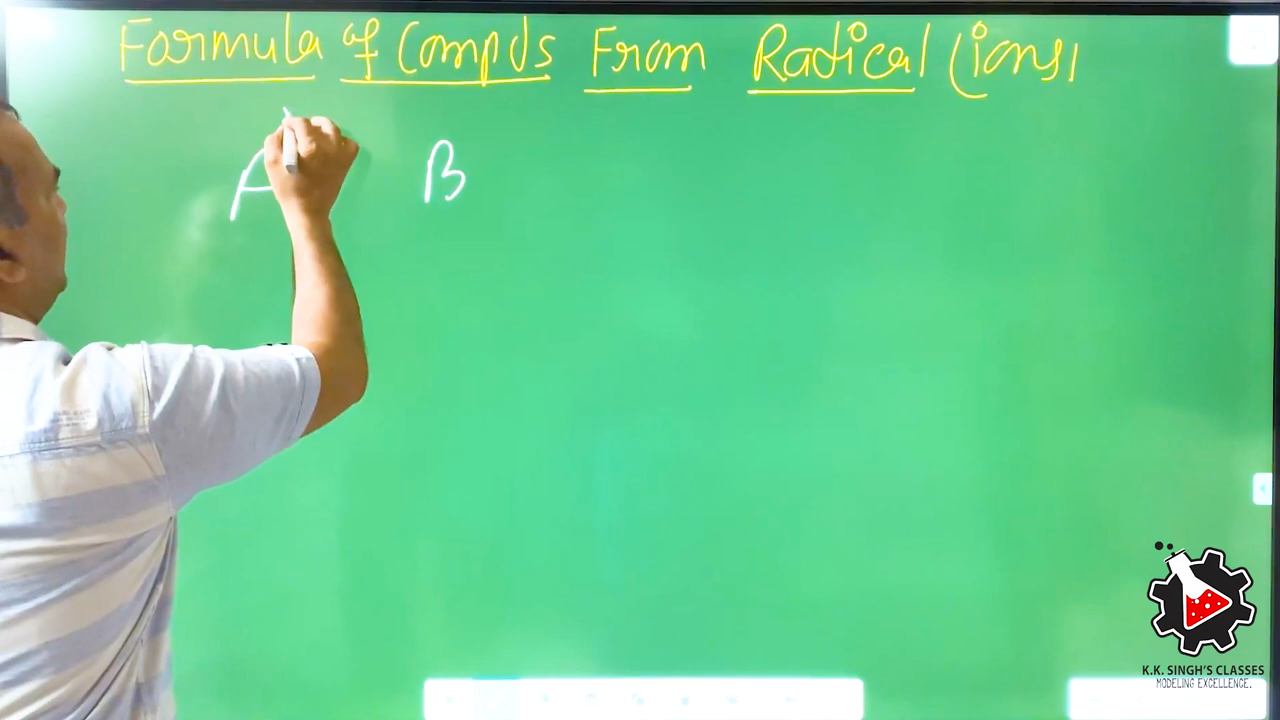 Formula of Compds From Radical (ions)
A B
K.K. SINGH'S CLASSES
MODELING EXCELLENCE.